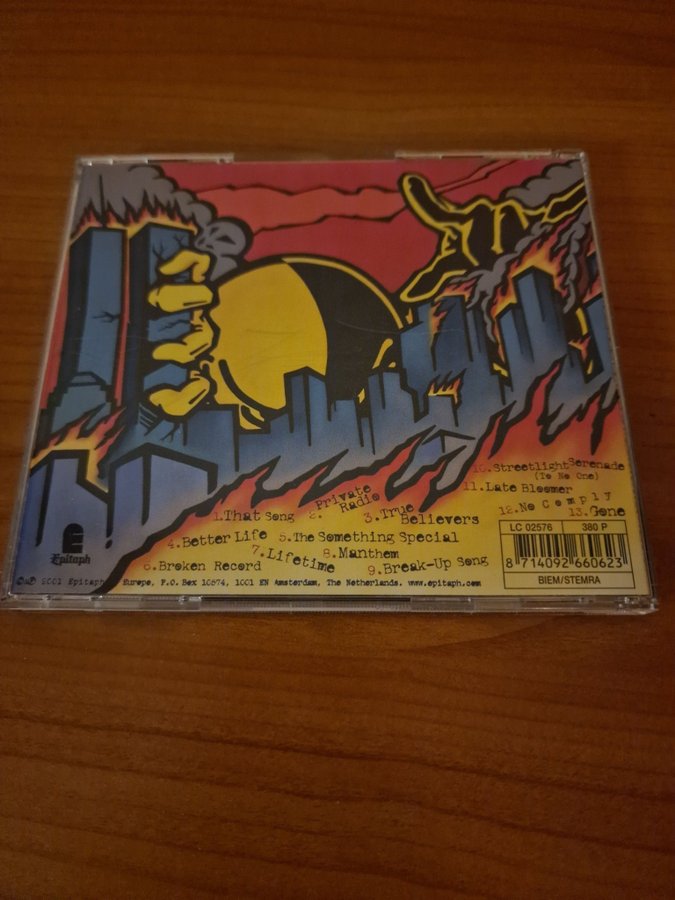 1.That Song
2. Private Radio
3.True Believers
4.Better Life
5.The Something Special
6.Broken Record
7.Lifetime
8.Manthem
9.Break-Up Song
10.Streetlight Serenade
(To No One)
11.Late Bloomer
12.No Comply
13.Gone
E
Epitaph
LC 02576
380 P
8 714092 660623
BIEM/STEMRA
©&℗ 2001 Epitaph Europe, P.O. Box 10574, 1001 EN Amsterdam, The Netherlands. www.epitaph.com